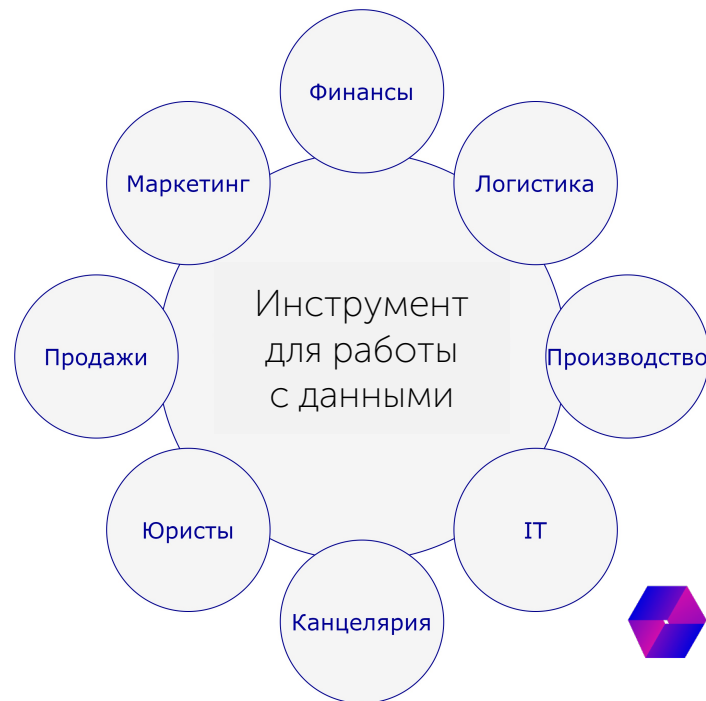 Финансы
Маркетинг
Логистика
Инструмент
для работы
с данными
Продажи
Производство
Юристы
IT
Канцелярия